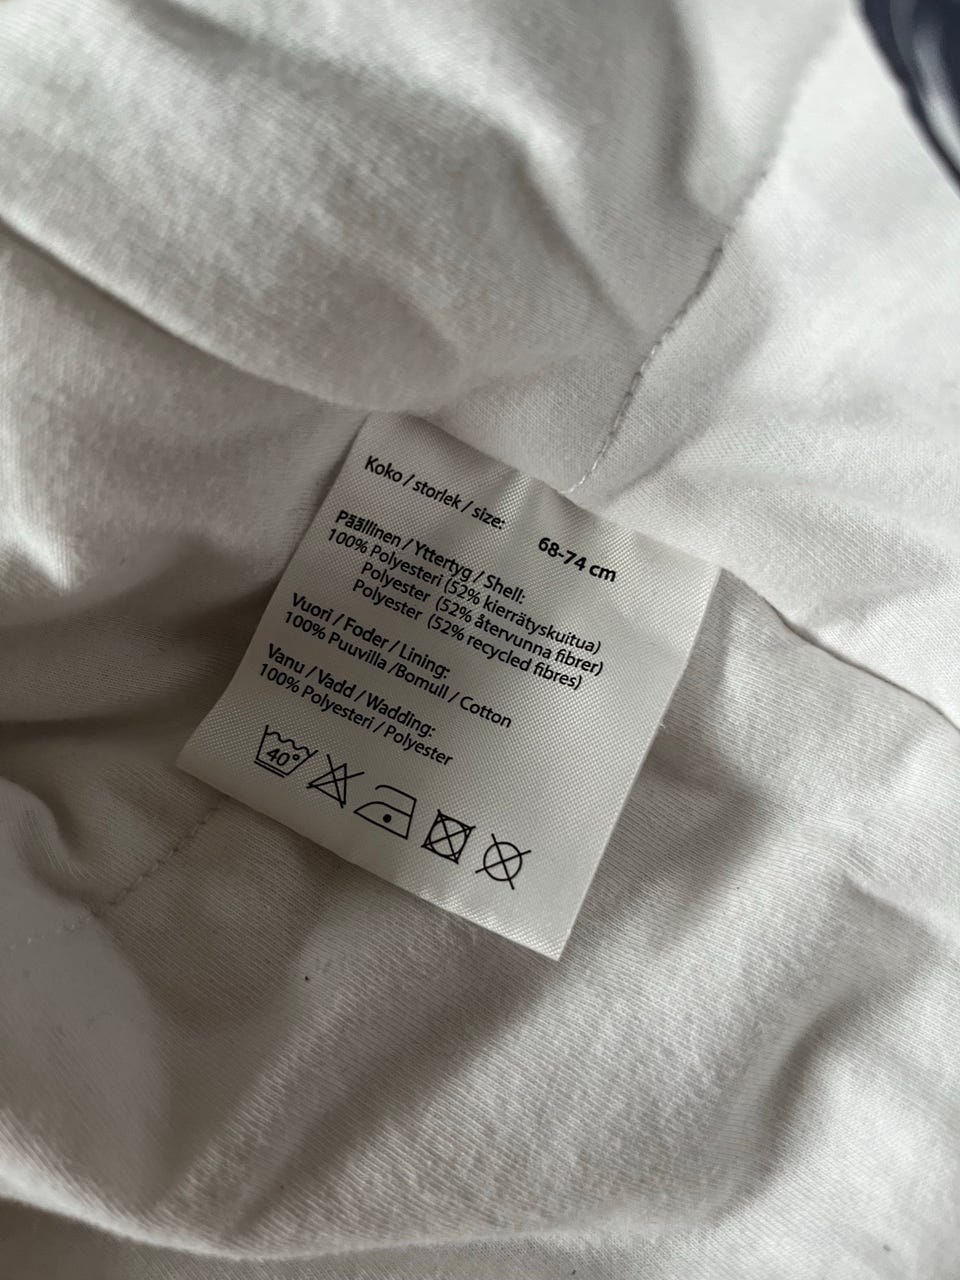 Koko / storlek / size:
68-74 cm
Päällinen / Yttertyg / Shell:
100% Polyesteri (52% kierrätyskuitua)
Polyester (52% återvunna fibrer)
Polyester (52% recycled fibres)
Vuori / Foder / Lining:
100% Puuvilla /Bomull / Cotton
Vanu / Vadd / Wadding:
100% Polyesteri / Polyester
40°